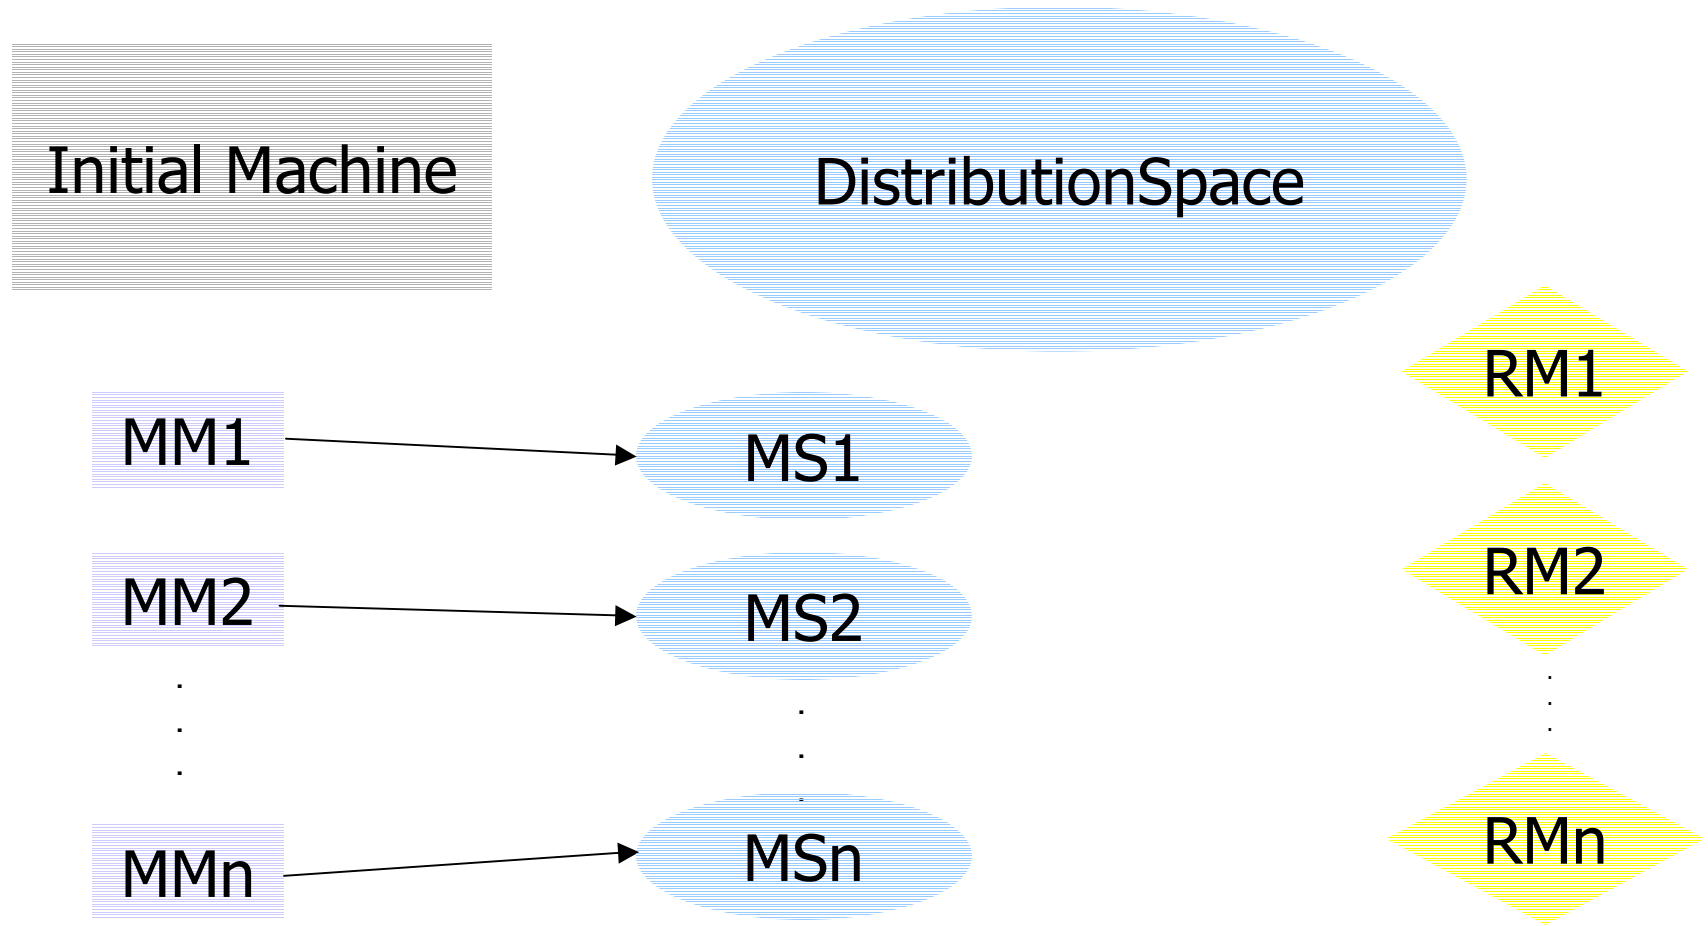 Initial Machine
DistributionSpace
RM1
MM1
MS1
RM2
MM2
MS2
.
.
.
.
.
.
.
.
.
MMn
MSn
RMn